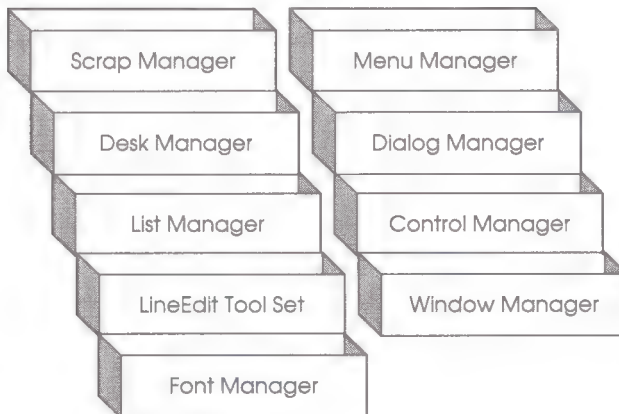 Scrap Manager
Desk Manager
List Manager
LineEdit Tool Set
Font Manager
Menu Manager
Dialog Manager
Control Manager
Window Manager